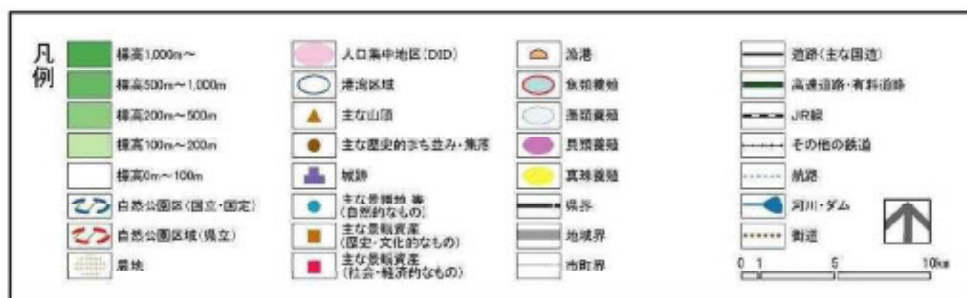 凡例
標高1,000m～
標高500m～1,000m
標高200m～500m
標高100m～200m
標高0m～100m
自然公園区(国立・国定)
自然公園区域(県立)
農地
人口集中地区(DID)
港湾区域
主な山頂
主な歴史的まち並み・集落
城跡
主な景勝地 等
(自然的なもの)
主な景観資産
(歴史・文化的なもの)
主な景観資産
(社会・経済的なもの)
漁港
魚類養殖
藻類養殖
貝類養殖
真珠養殖
県界
地域界
市町界
道路(主な国道)
高速道路・有料道路
JR線
その他の鉄道
航路
河川・ダム
街道
0 1 5 10km